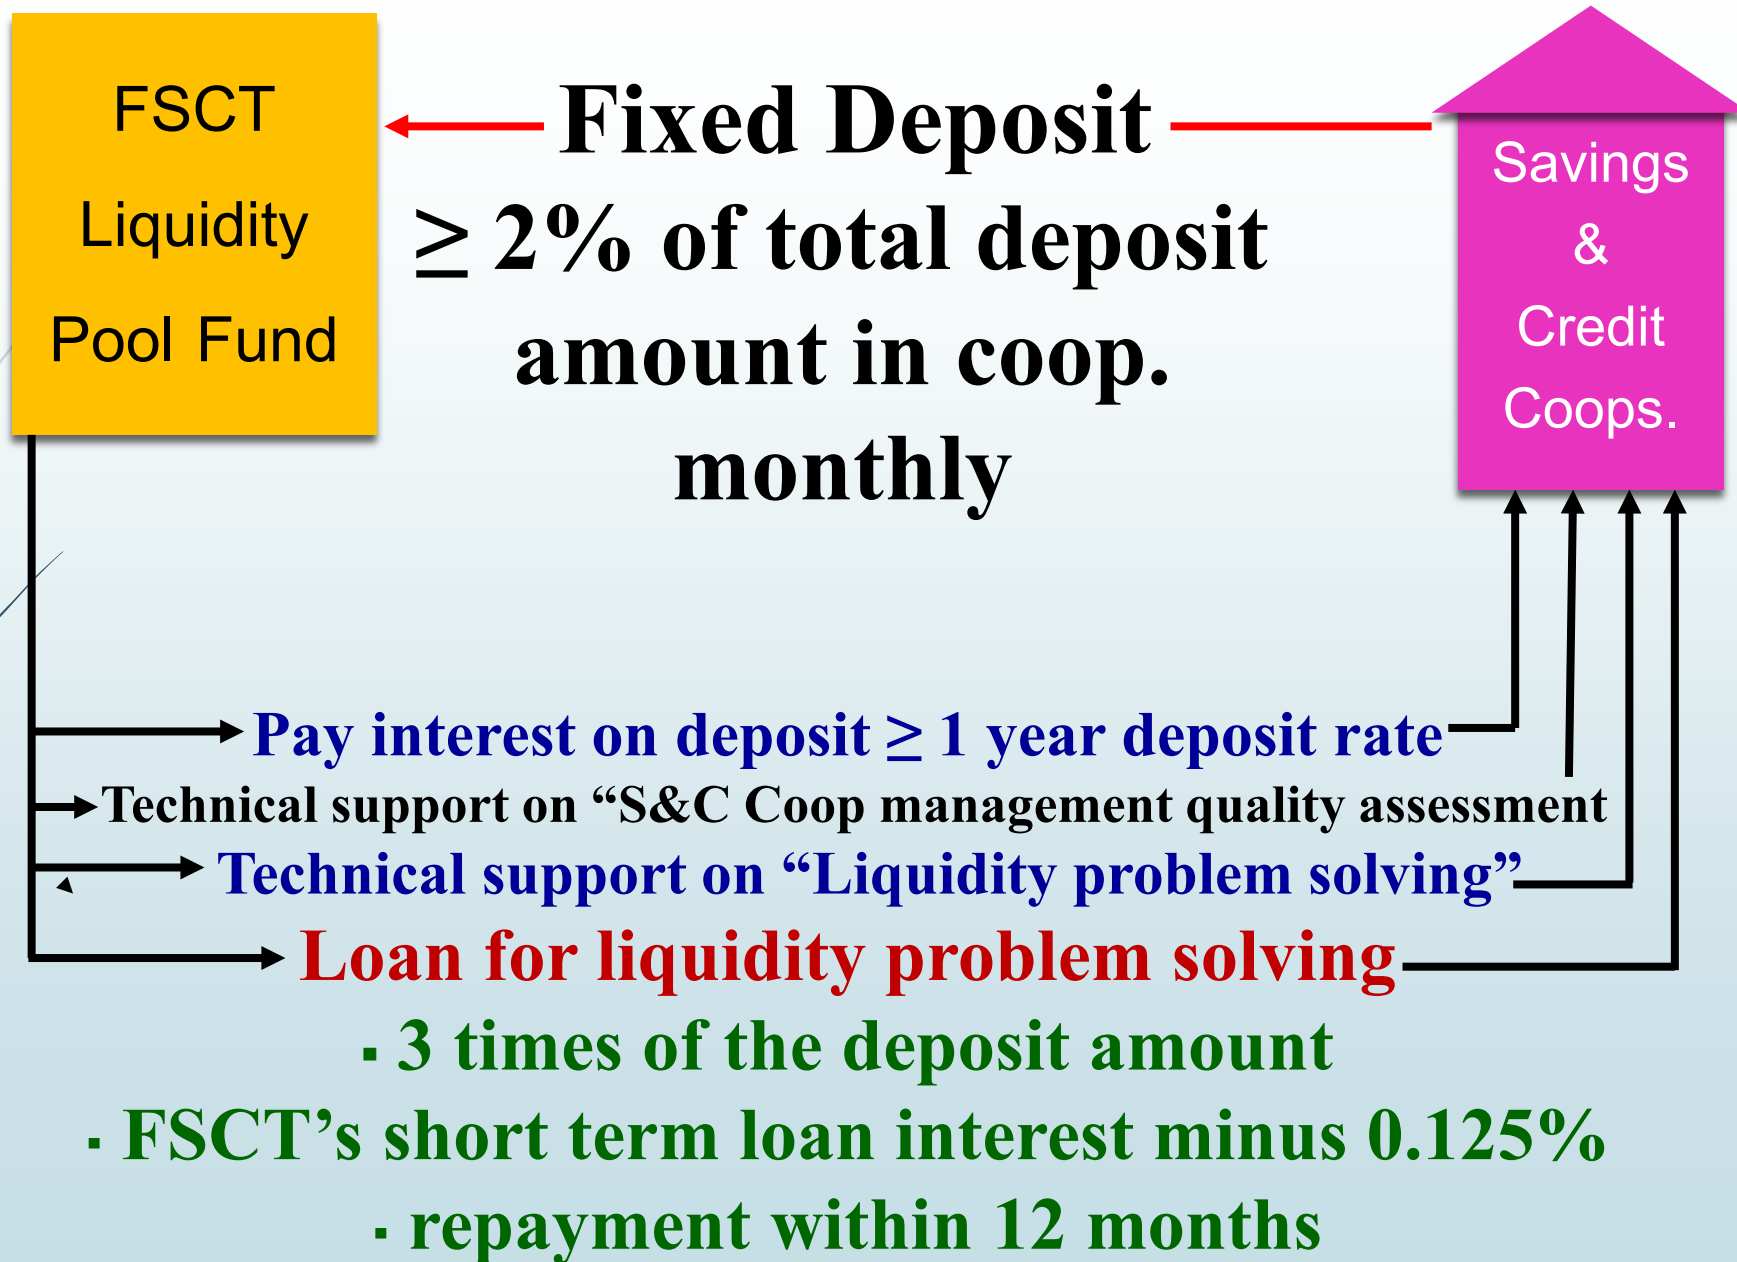 FSCT
Liquidity
Pool Fund
Fixed Deposit
≥ 2% of total deposit
amount in coop.
monthly
Savings
&
Credit
Coops.
Pay interest on deposit ≥ 1 year deposit rate
Technical support on “S&C Coop management quality assessment
Technical support on “Liquidity problem solving”
Loan for liquidity problem solving
▪ 3 times of the deposit amount
▪ FSCT’s short term loan interest minus 0.125%
▪ repayment within 12 months